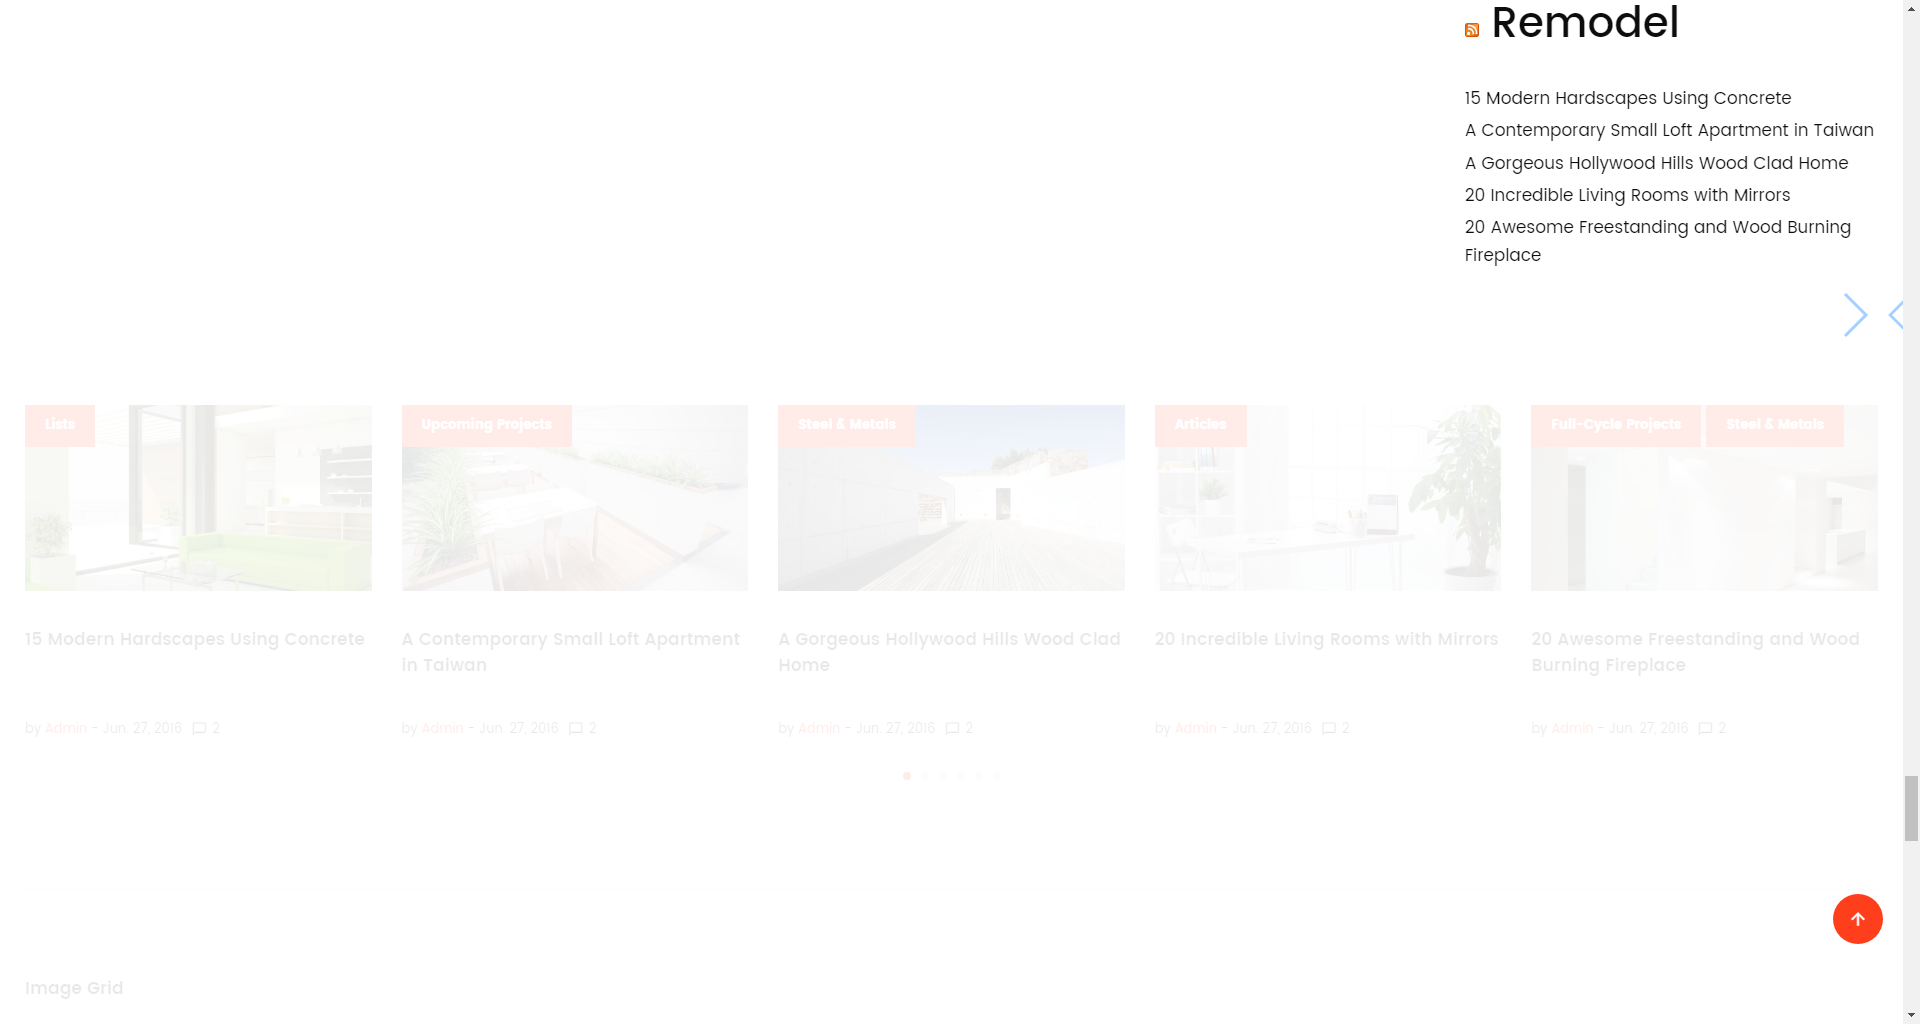 Remodel
15 Modern Hardscapes Using Concrete
A Contemporary Small Loft Apartment in Taiwan
A Gorgeous Hollywood Hills Wood Clad Home
20 Incredible Living Rooms with Mirrors
20 Awesome Freestanding and Wood Burning
Fireplace
Lists
Upcoming Projects
Steel & Metals
Articles
Full-Cycle Projects
Steel & Metals
15 Modern Hardscapes Using Concrete
by Admin - Jun. 27, 2016 2
A Contemporary Small Loft Apartment
in Taiwan
by Admin - Jun. 27, 2016 2
A Gorgeous Hollywood Hills Wood Clad
Home
by Admin - Jun. 27, 2016 2
20 Incredible Living Rooms with Mirrors
by Admin - Jun. 27, 2016 2
20 Awesome Freestanding and Wood
Burning Fireplace
by Admin - Jun. 27, 2016 2
Image Grid